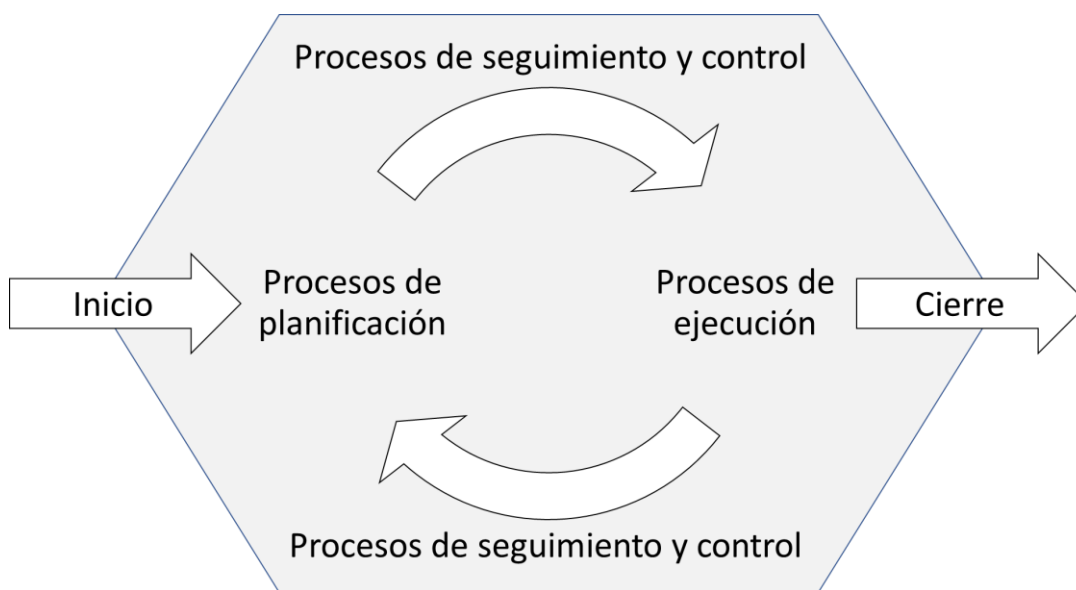 Procesos de seguimiento y control
Inicio
Procesos de
planificación
Procesos de
ejecución
Cierre
Procesos de seguimiento y control